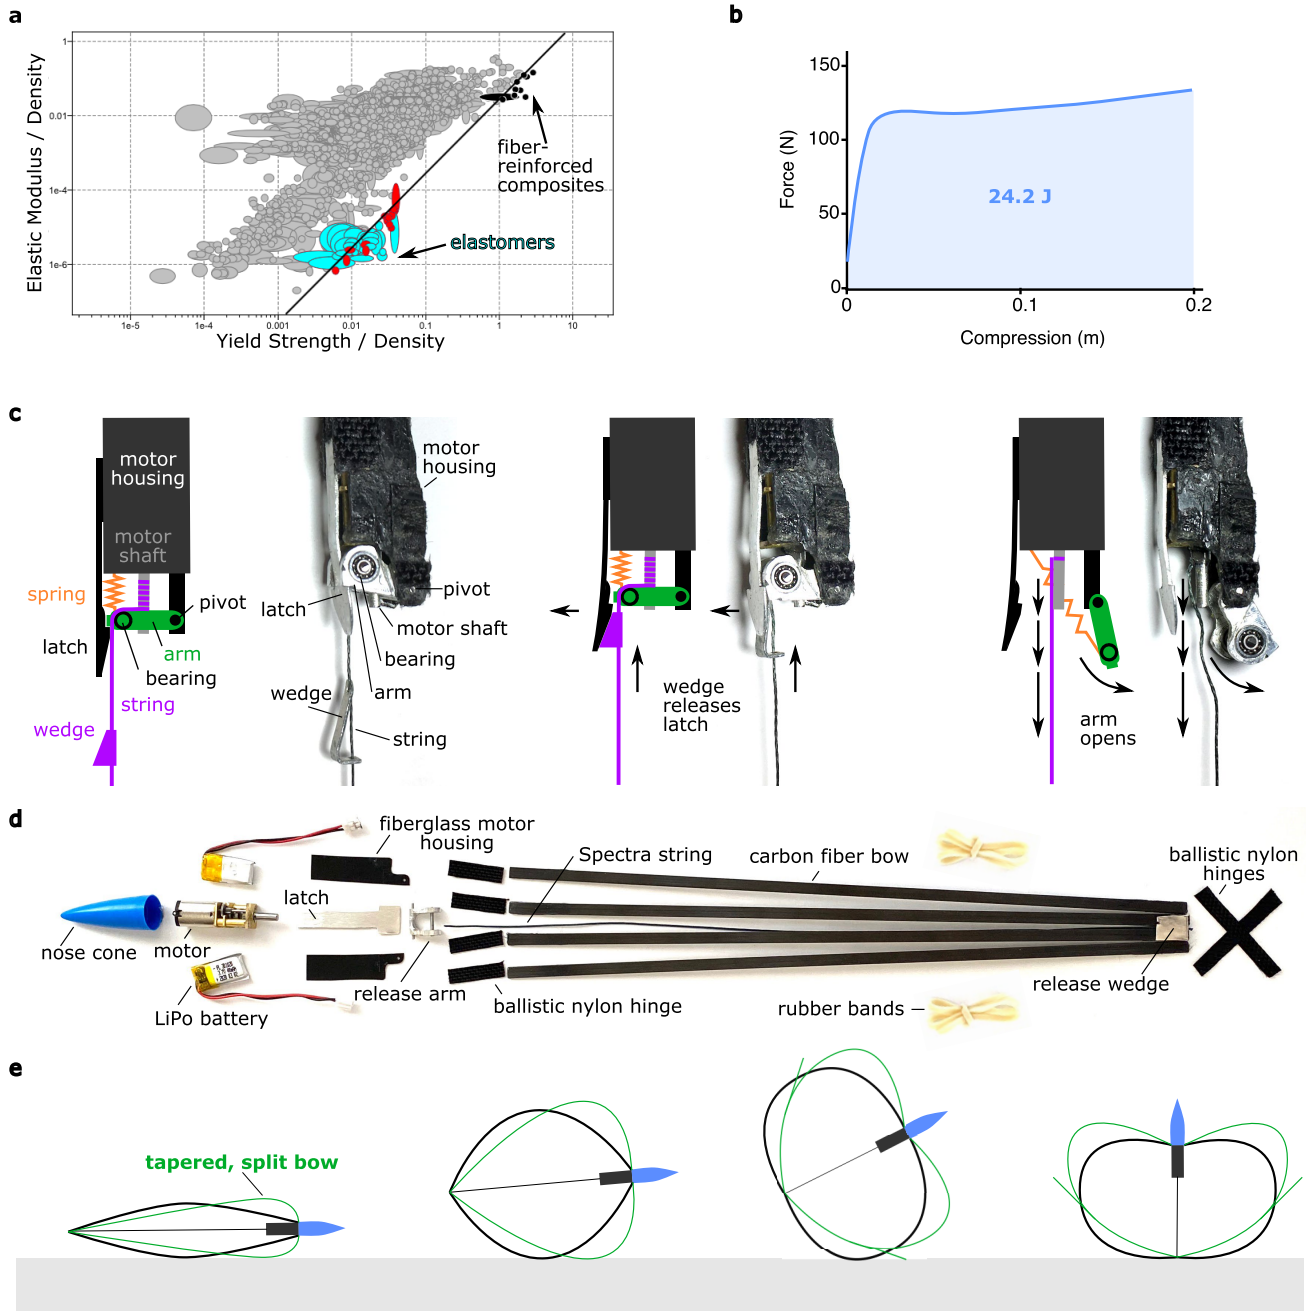 a
Elastic Modulus / Density
1
0.01
1e-4
1e-6
1e-5
1e-4
0.001
0.01
0.1
1
10
Yield Strength / Density
fiber-
reinforced
composites
elastomers
b
Force (N)
150
100
50
0
24.2 J
0
0.1
0.2
Compression (m)
c
motor
housing
motor
shaft
spring
latch
pivot
arm
bearing
string
wedge
motor
housing
latch
pivot
motor shaft
bearing
arm
wedge
string
wedge
releases
latch
arm
opens
d
fiberglass motor
housing
Spectra string
carbon fiber bow
ballistic nylon
hinges
latch
nose cone
motor
LiPo battery
release arm
ballistic nylon hinge
rubber bands
release wedge
e
tapered, split bow